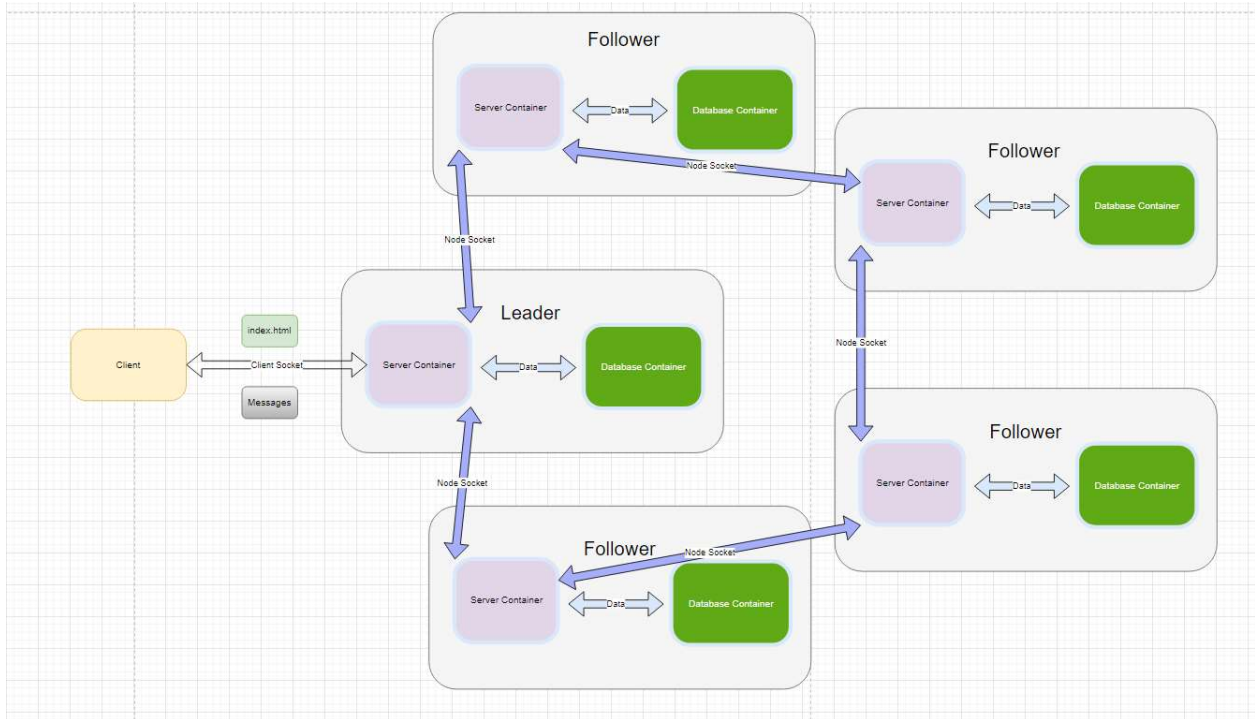 Follower
Server Container
Data
Database Container
Node Socket
Follower
Server Container
Data
Database Container
Node Socket
Leader
index.html
Client
Client Socket
Messages
Server Container
Data
Database Container
Node Socket
Follower
Server Container
Data
Database Container
Node Socket
Follower
Node Socket
Server Container
Data
Database Container